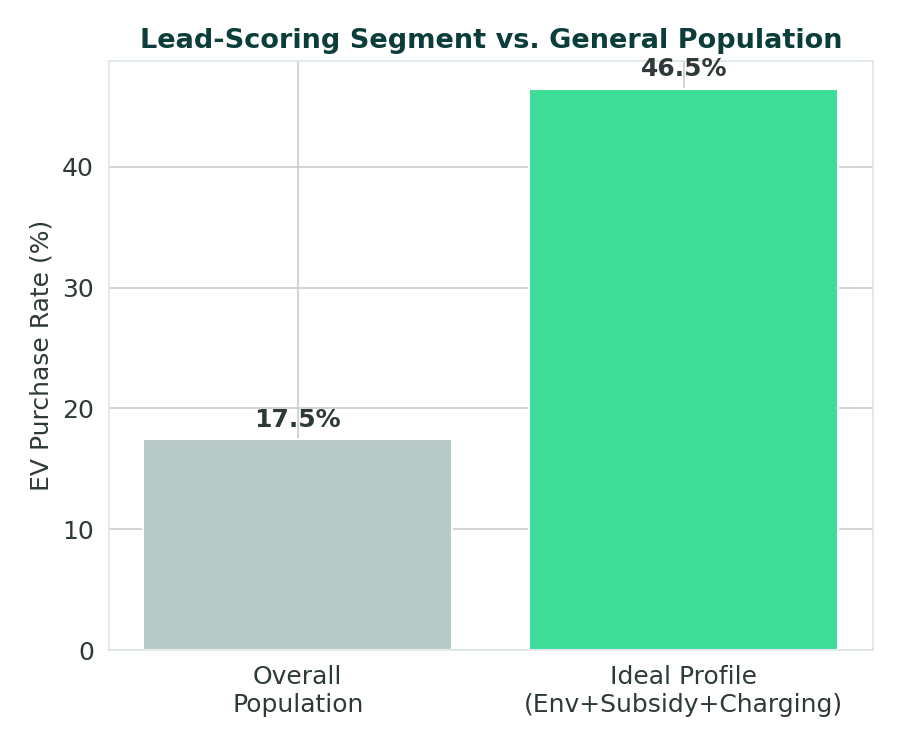 Lead-Scoring Segment vs. General Population
46.5%
40
30
20
10
0
EV Purchase Rate (%)
17.5%
Overall
Population
Ideal Profile
(Env+Subsidy+Charging)